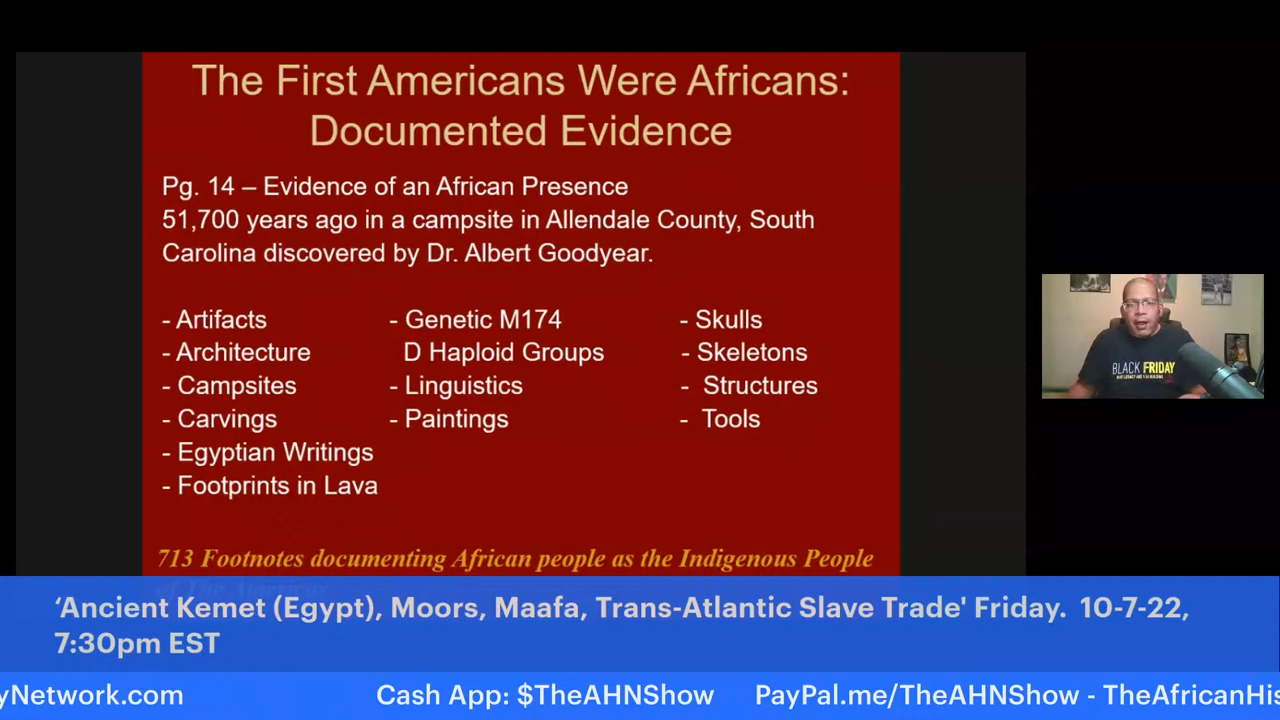 The First Americans Were Africans:
Documented Evidence
Pg. 14 – Evidence of an African Presence
51,700 years ago in a campsite in Allendale County, South
Carolina discovered by Dr. Albert Goodyear.
- Artifacts
- Architecture
- Campsites
- Carvings
- Egyptian Writings
- Footprints in Lava
- Genetic M174
D Haploid Groups
- Linguistics
- Paintings
- Skulls
- Skeletons
- Structures
- Tools
713 Footnotes documenting African people as the Indigenous People
of The Americas
BLACK FRIDAY
‘Ancient Kemet (Egypt), Moors, Maafa, Trans-Atlantic Slave Trade' Friday. 10-7-22,
7:30pm EST
yNetwork.com Cash App: $TheAHNShow PayPal.me/TheAHNShow - TheAfricanHis